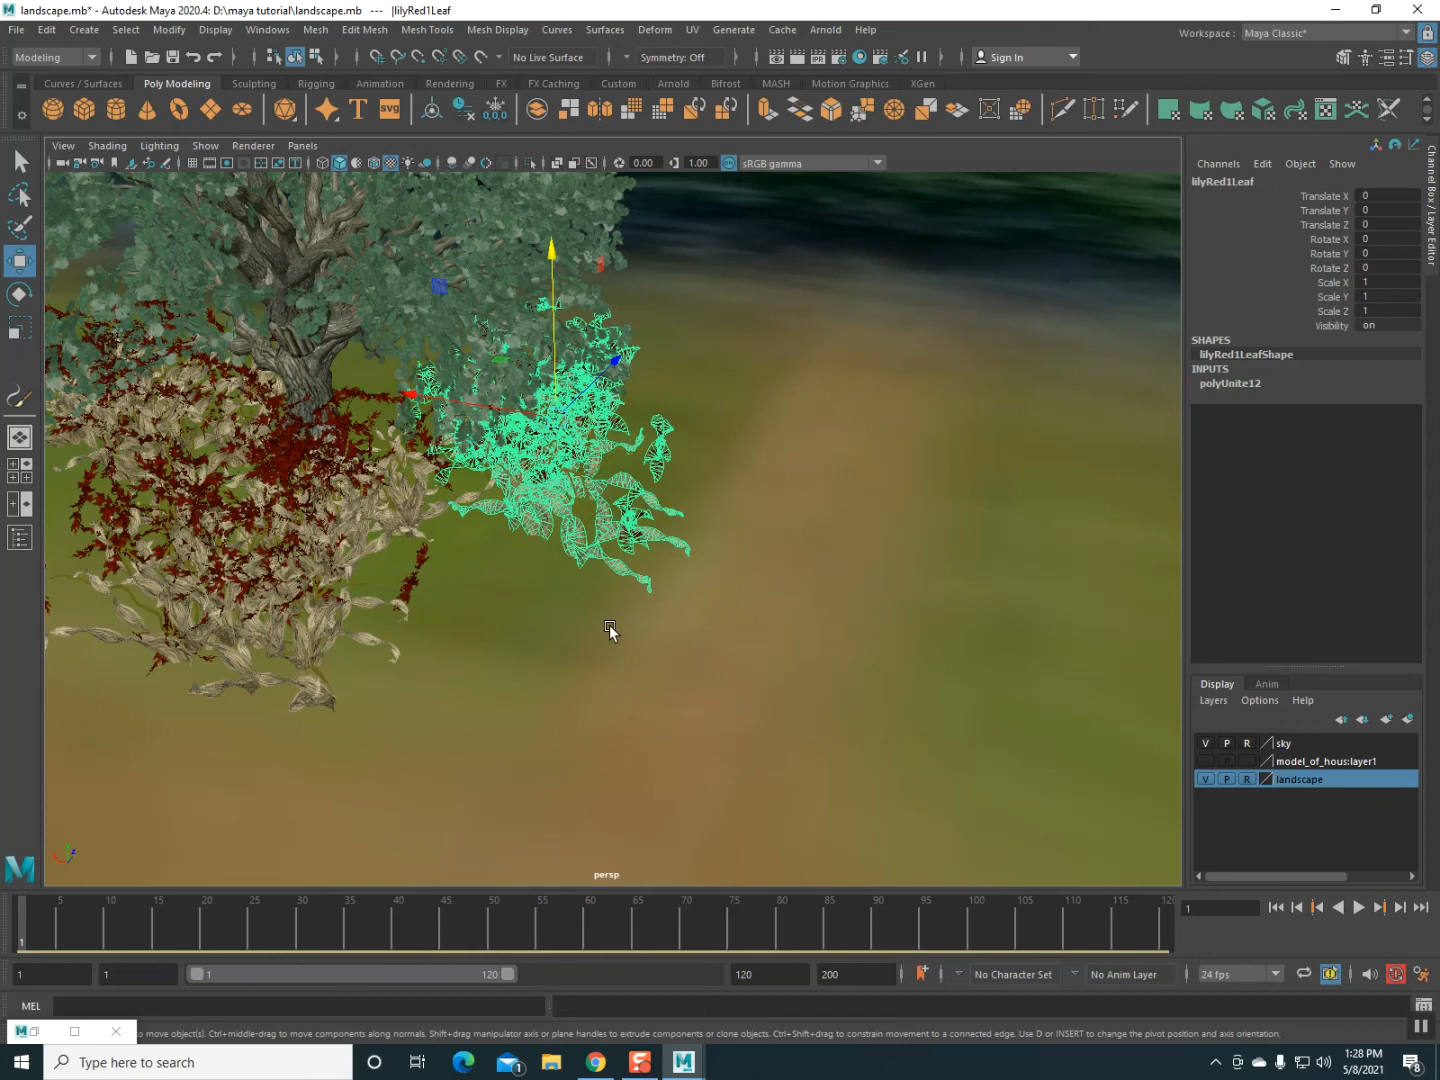 landscape.mb* - Autodesk Maya 2020.4: D:\maya tutorial\landscape.mb --- |lilyRed1Leaf
File Edit Create Select Modify Display Windows Mesh Edit Mesh Mesh Tools Mesh Display Curves Surfaces Deform UV Generate Cache Arnold Help
Workspace : Maya Classic*
Modeling
No Live Surface
Symmetry: Off
Sign In
Curves / Surfaces Poly Modeling Sculpting Rigging Animation Rendering FX FX Caching Custom Arnold Bifrost MASH Motion Graphics XGen
View Shading Lighting Show Renderer Panels
0.00 1.00 sRGB gamma
Channels Edit Object Show
lilyRed1Leaf
Translate X 0
Translate Y 0
Translate Z 0
Rotate X 0
Rotate Y 0
Rotate Z 0
Scale X 1
Scale Y 1
Scale Z 1
Visibility on
SHAPES
lilyRed1LeafShape
INPUTS
polyUnite12
Channel Box / Layer Editor
Display Anim
Layers Options Help
V P R sky
model_of_hous:layer1
V P R landscape
persp
5 10 15 20 25 30 35 40 45 50 55 60 65 70 75 80 85 90 95 100 105 110 115 120
1
1
1 1 1 120 120 200 No Character Set No Anim Layer 24 fps
MEL
to move object(s). Ctrl+middle-drag to move components along normals. Shift+drag manipulator axis or plane handles to extrude components or clone objects. Ctrl+Shift+drag to constrain movement to a connected edge. Use D or INSERT to change the pivot position and axis orientation.
Type here to search
1:28 PM
5/8/2021